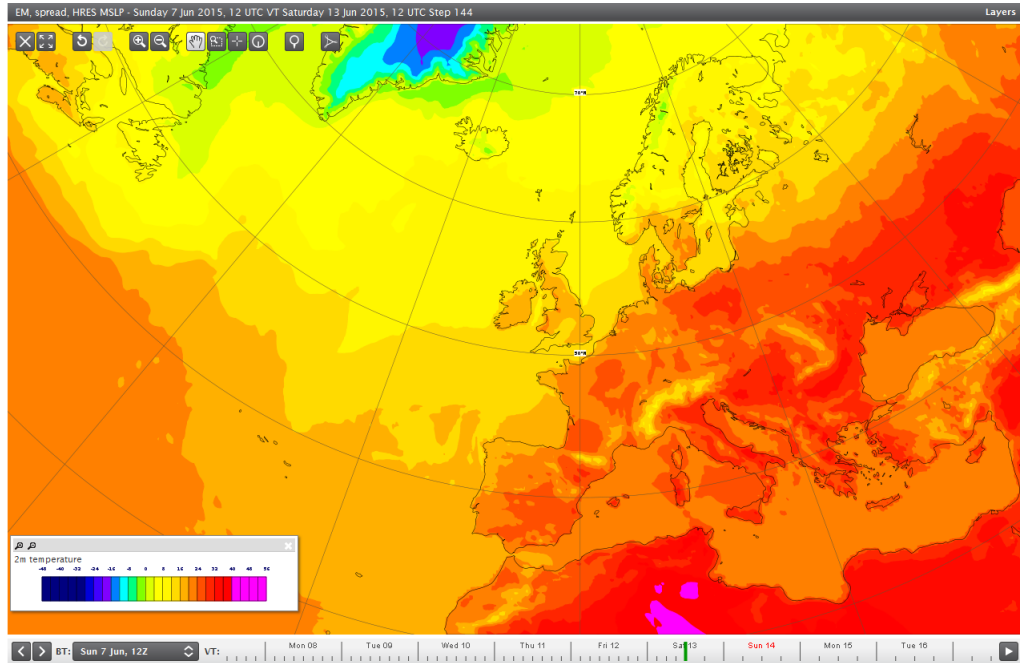 EM, spread, HRES MSLP - Sunday 7 Jun 2015, 12 UTC VT Saturday 13 Jun 2015, 12 UTC Step 144
Layers
70°N
50°N
2m temperature
-48 -40 -32 -24 -16 -8 0 8 16 24 32 40 48 56
BT: Sun 7 Jun, 12Z VT: Mon 08 Tue 09 Wed 10 Thu 11 Fri 12 Sat 13 Sun 14 Mon 15 Tue 16